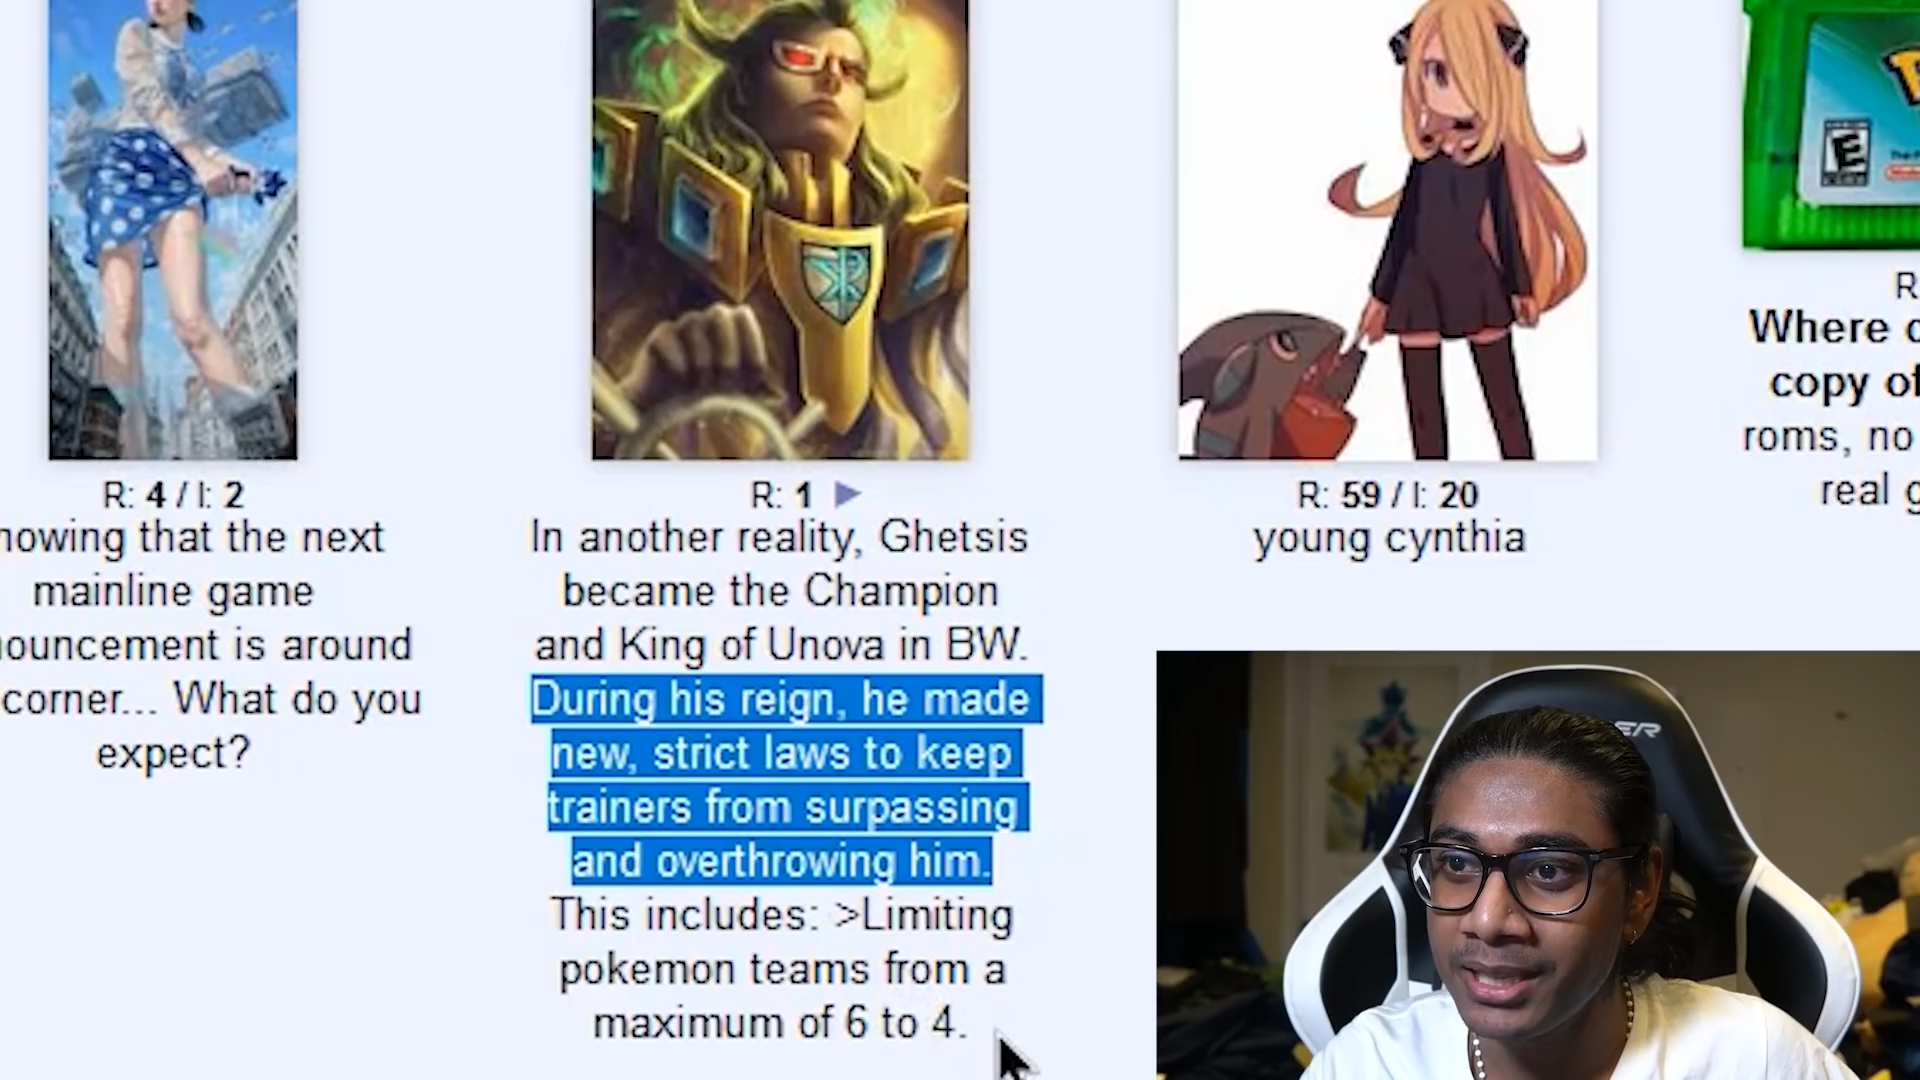 R: 4 / I: 2
nowing that the next
mainline game
ouncement is around
corner... What do you
expect?
R: 1
In another reality, Ghetsis
became the Champion
and King of Unova in BW.
During his reign, he made
new, strict laws to keep
trainers from surpassing
and overthrowing him.
This includes: >Limiting
pokemon teams from a
maximum of 6 to 4.
R: 59 / I: 20
young cynthia
E
R
Where
copy of
roms, no
real g
ER